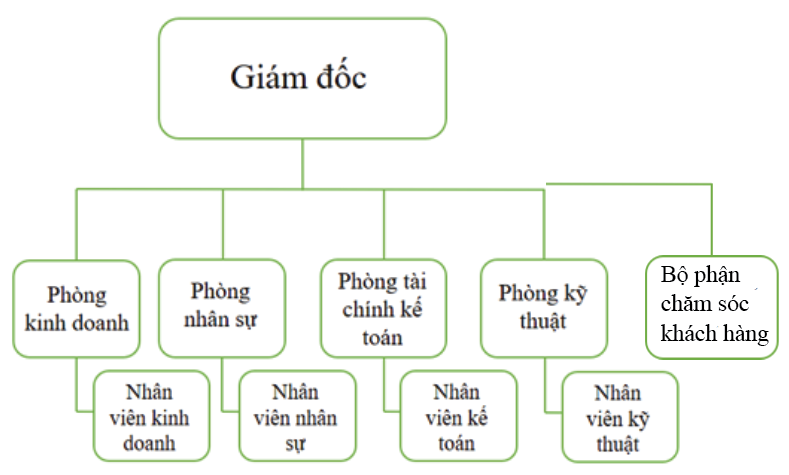 Giám đốc
Phòng
kinh doanh
Phòng
nhân sự
Phòng tài
chính kế
toán
Phòng kỹ
thuật
Bộ phận
chăm sóc
khách hàng
Nhân
viên kinh
doanh
Nhân
viên nhân
sự
Nhân
viên kế
toán
Nhân
viên kỹ
thuật